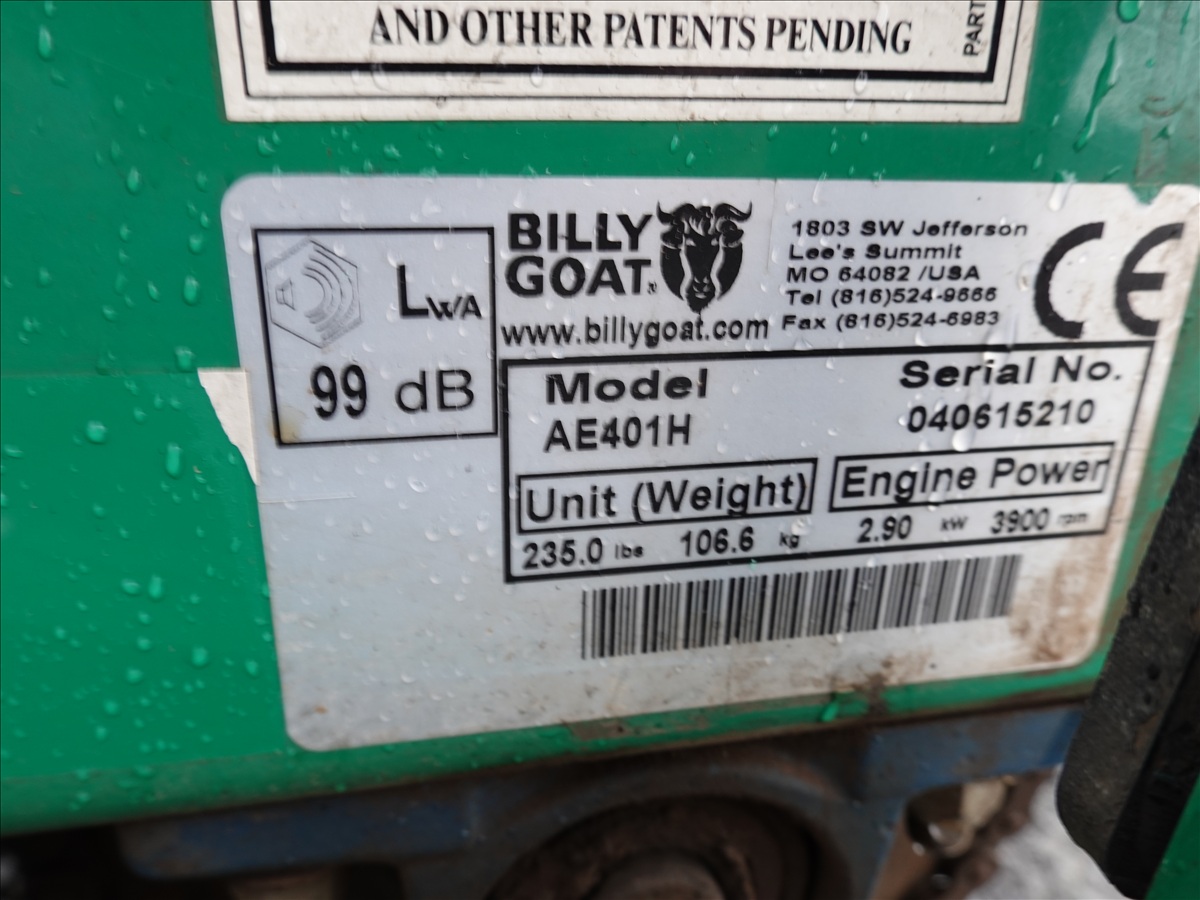 AND OTHER PATENTS PENDING
PART
BILLY
GOAT
www.billygoat.com
1803 SW Jefferson
Lee's Summit
MO 64082 /USA
Tel (816)524-9666
Fax (816)524-6983
CE
LWA
99 dB
Model
AE401H
Serial No.
040615210
Unit (Weight)
235.0 lbs 106.6 kg
Engine Power
2.90 kW 3900 rpm